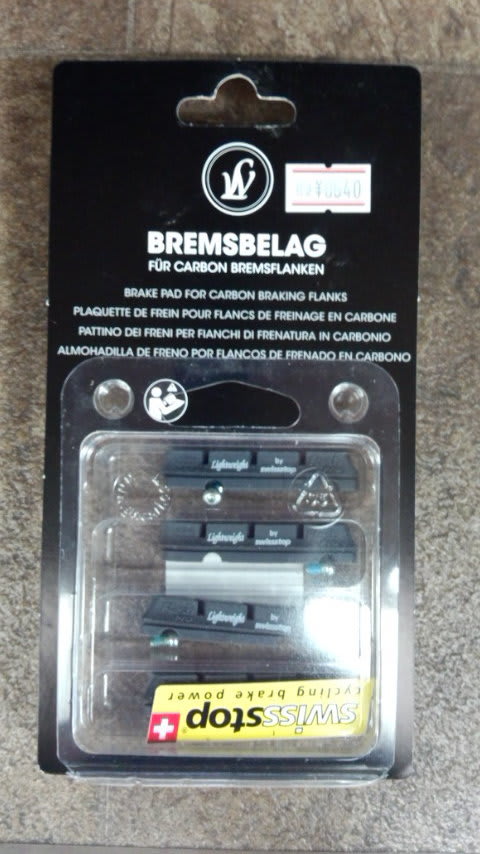 BREMSBELAG
FÜR CARBON BREMSFLANKEN
BRAKE PAD FOR CARBON BRAKING FLANKS
PLAQUETTE DE FREIN POUR FLANCS DE FREINAGE EN CARBONE
PATTINO DEI FRENI PER FIANCHI DI FRENATURA IN CARBONIO
ALMOHADILLA DE FRENO POR FLANCOS DE FRENADO EN CARBONO
Lightweight by swissstop
Lightweight by swissstop
Lightweight by swissstop
swissstop
cycling brake power